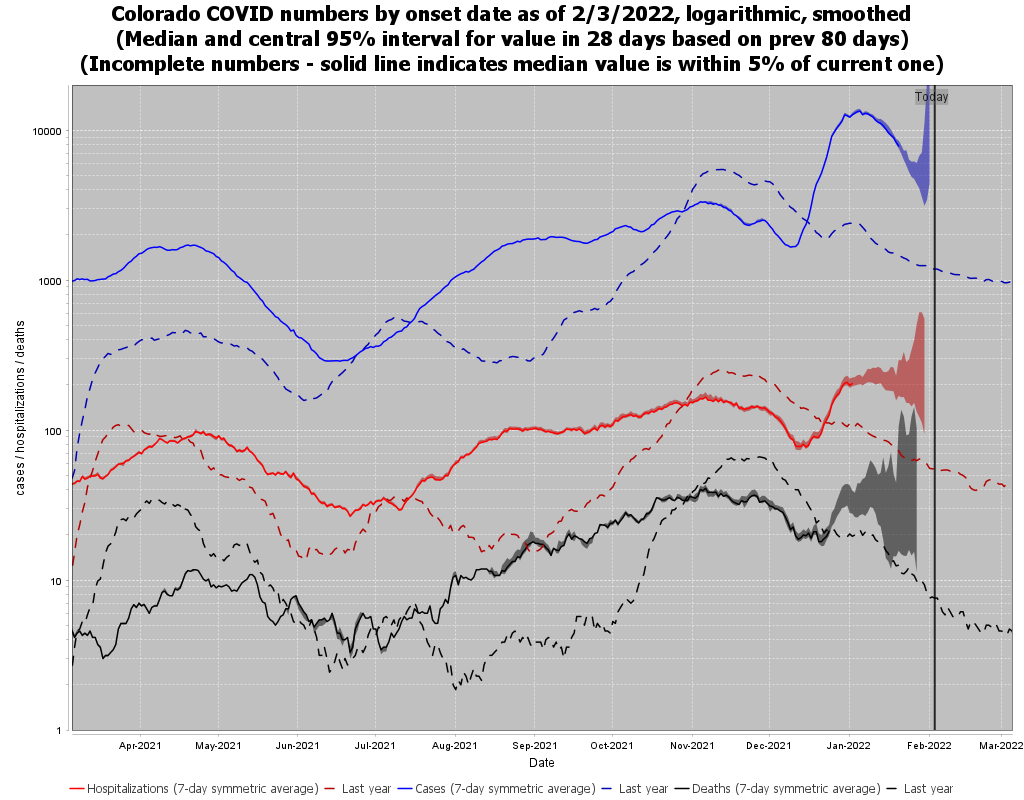 Colorado COVID numbers by onset date as of 2/3/2022, logarithmic, smoothed
(Median and central 95% interval for value in 28 days based on prev 80 days)
(Incomplete numbers - solid line indicates median value is within 5% of current one)
Today
cases / hospitalizations / deaths
10000
1000
100
10
1
Apr-2021 May-2021 Jun-2021 Jul-2021 Aug-2021 Sep-2021 Oct-2021 Nov-2021 Dec-2021 Jan-2022 Feb-2022 Mar-2022
Date
Hospitalizations (7-day symmetric average) Last year Cases (7-day symmetric average) Last year Deaths (7-day symmetric average) Last year